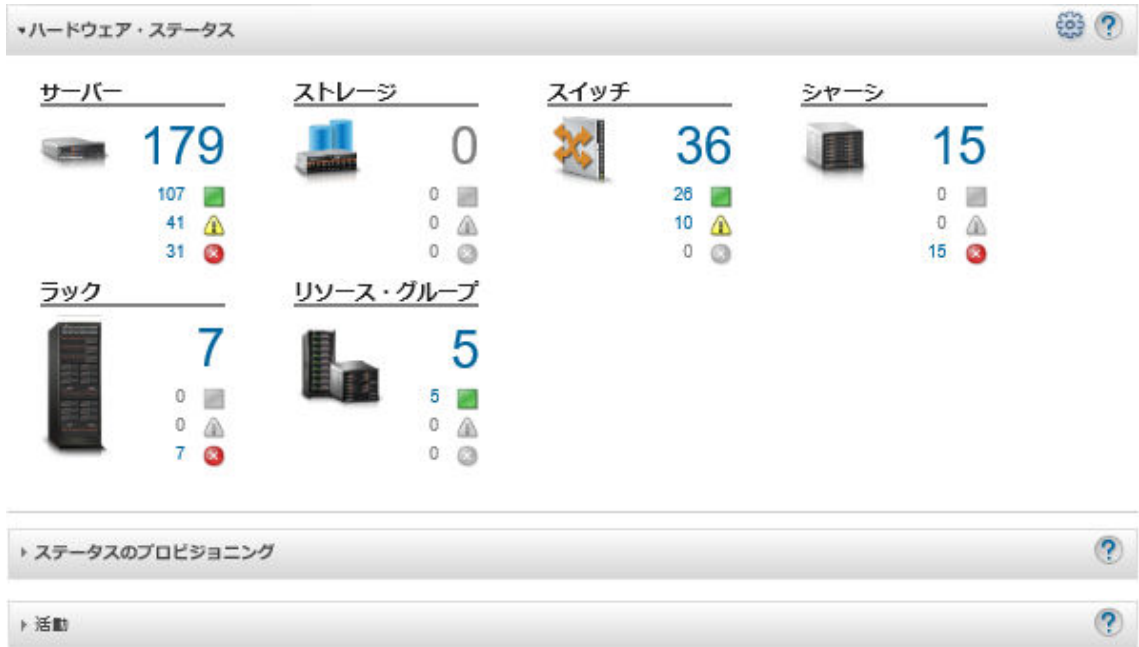 ハードウェア・ステータス
サーバー
179
107
41
31
ストレージ
0
0
0
0
スイッチ
36
26
10
0
シャーシ
15
0
0
15
ラック
7
0
0
7
リソース・グループ
5
5
0
0
ステータスのプロビジョニング
活動